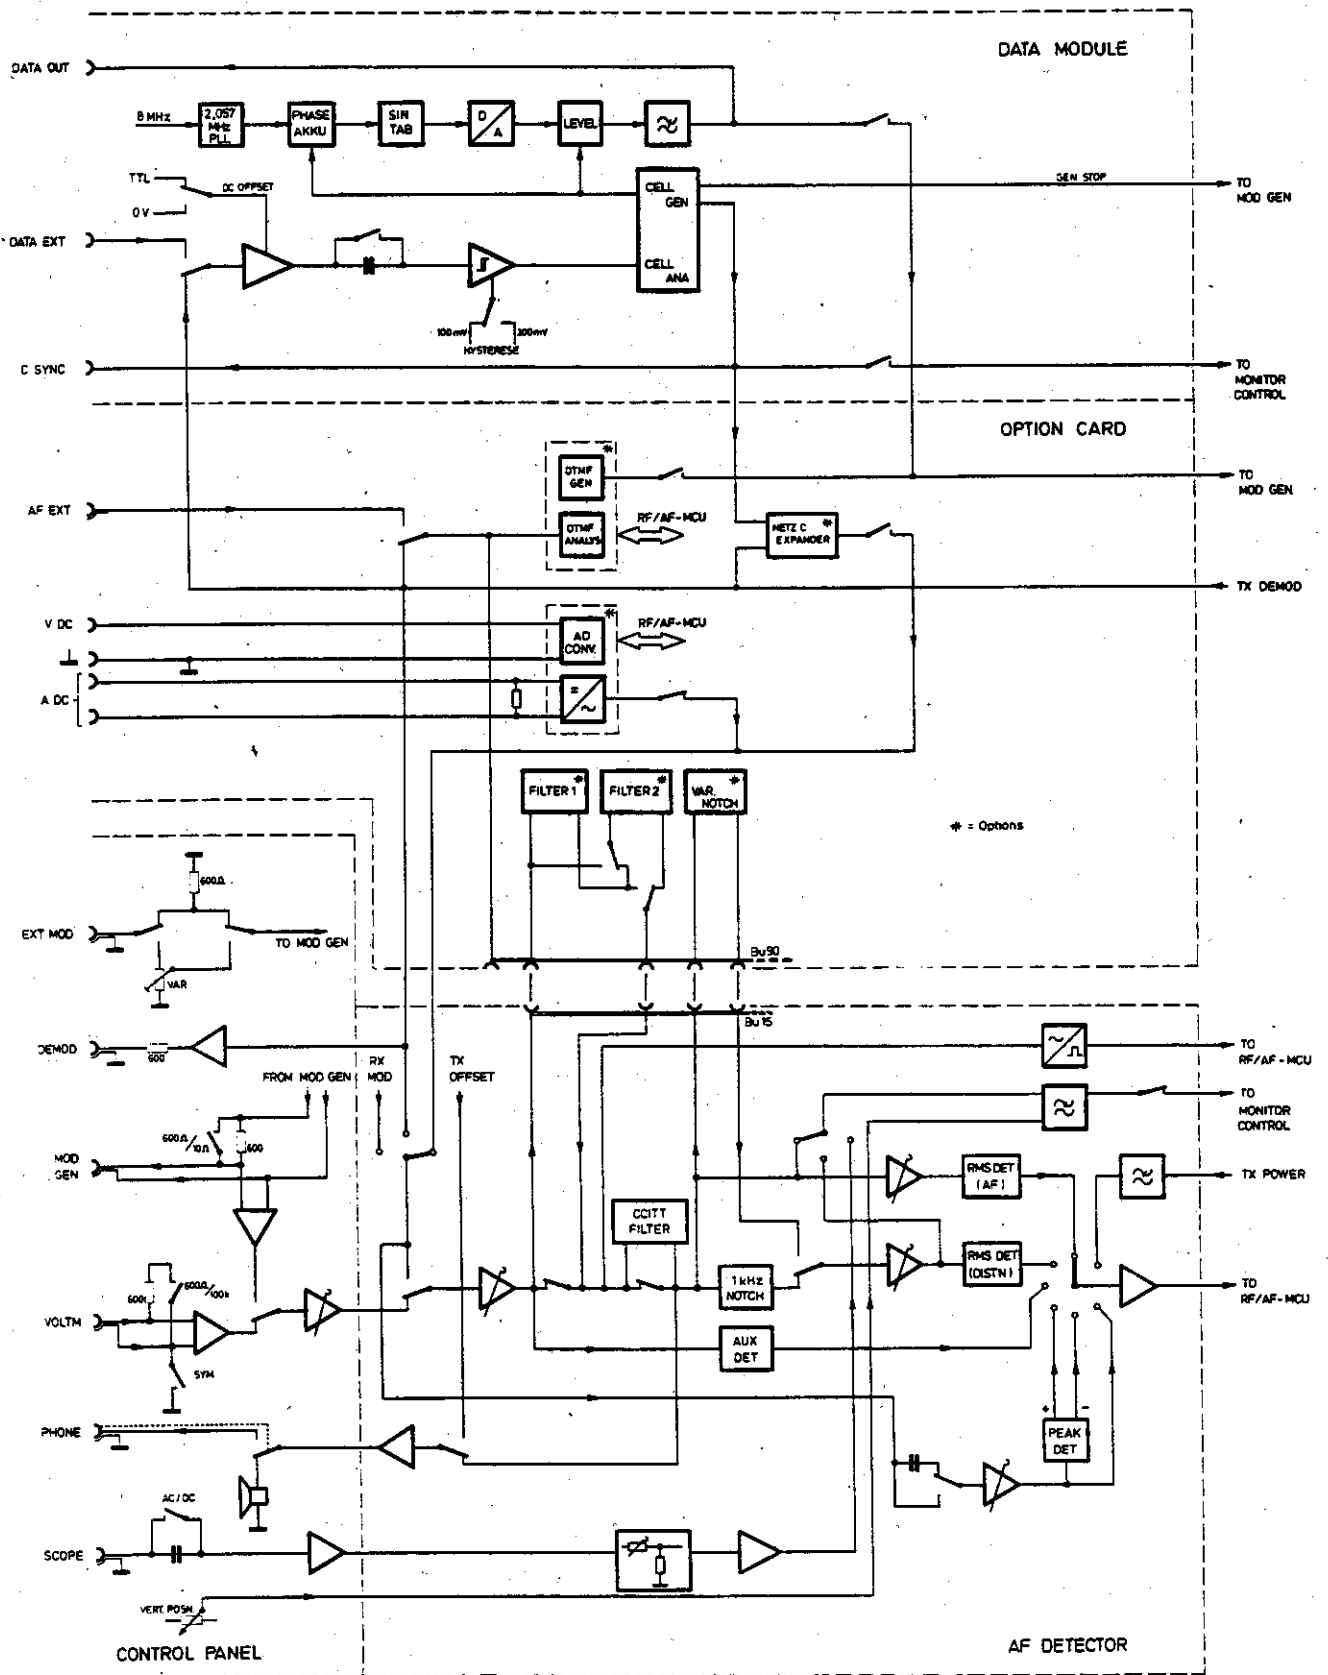 DATA MODULE
DATA OUT
8 MHz
2,057
MHz
PLL
PHASE
AKKU
SIN
TAB
D
A
LEVEL
CELL
GEN
GEN STOP
TO
MOD GEN
TTL
DC OFFSET
0 V
DATA EXT
CELL
ANA
100 mV
200 mV
HYSTERESE
C SYNC
TO
MONITOR
CONTROL
OPTION CARD
*
DTMF
GEN
TO
MOD GEN
AF EXT
RF/AF-MCU
DTMF
ANALYS
NETZ C *
EXPANDER
TX DEMOD
V DC
*
AD
CONV.
RF/AF-MCU
A DC
=
~
FILTER 1 *
FILTER 2 *
VAR. *
NOTCH
* = Options
600Ω
EXT MOD
TO MOD GEN
VAR
Bu 90
Bu 15
DEMOD
600
FROM MOD GEN
RX
MOD
TX
OFFSET
TO
RF/AF-MCU
TO
MONITOR
CONTROL
600Ω/
10Ω
600
MOD
GEN
RMS DET
(AF)
TX POWER
CCITT
FILTER
1 kHz
NOTCH
RMS DET
(DISTN)
TO
RF/AF-MCU
600Ω/
100k
VOLTM
SYM
AUX
DET
+
-
PEAK
DET
PHONE
AC/DC
SCOPE
VERT. POSN.
CONTROL PANEL
AF DETECTOR